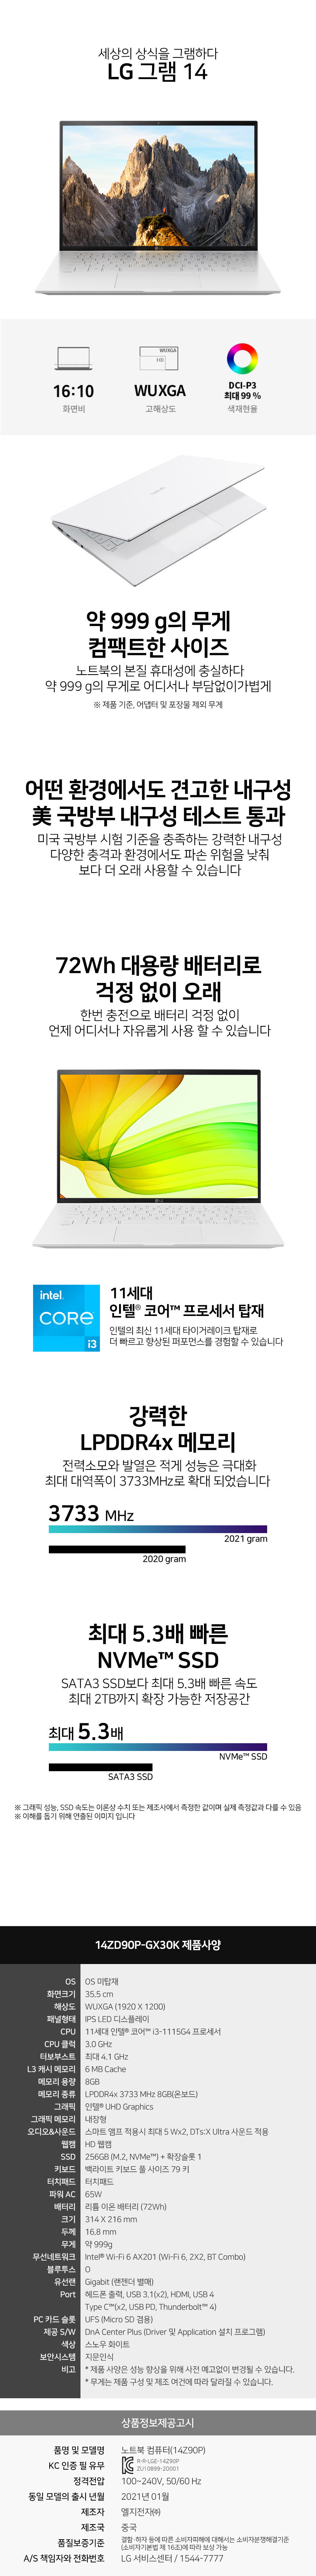 세상의 상식을 그램하다
LG 그램 14
WUXGA
HD
16:10
화면비
WUXGA
고해상도
DCI-P3
최대 99 %
색재현율
약 999 g의 무게
컴팩트한 사이즈
노트북의 본질 휴대성에 충실하다
약 999 g의 무게로 어디서나 부담없이가볍게
※ 제품 기준, 어댑터 및 포장물 제외 무게
어떤 환경에서도 견고한 내구성
美 국방부 내구성 테스트 통과
미국 국방부 시험 기준을 충족하는 강력한 내구성
다양한 충격과 환경에서도 파손 위험을 낮춰
보다 더 오래 사용할 수 있습니다
72Wh 대용량 배터리로
걱정 없이 오래
한번 충전으로 배터리 걱정 없이
언제 어디서나 자유롭게 사용 할 수 있습니다
intel.
CORE
i3
11세대
인텔® 코어™ 프로세서 탑재
인텔의 최신 11세대 타이거레이크 탑재로
더 빠르고 향상된 퍼포먼스를 경험할 수 있습니다
강력한
LPDDR4x 메모리
전력소모와 발열은 적게 성능은 극대화
최대 대역폭이 3733MHz로 확대 되었습니다
3733 MHz
2021 gram
2020 gram
최대 5.3배 빠른
NVMe™ SSD
SATA3 SSD보다 최대 5.3배 빠른 속도
최대 2TB까지 확장 가능한 저장공간
최대 5.3배
NVMe™ SSD
SATA3 SSD
※ 그래픽 성능, SSD 속도는 이론상 수치 또는 제조사에서 측정한 값이며 실제 측정값과 다를 수 있음
※ 이해를 돕기 위해 연출된 이미지 입니다
14ZD90P-GX30K 제품사양
OS OS 미탑재
화면크기 35.5 cm
해상도 WUXGA (1920 X 1200)
패널형태 IPS LED 디스플레이
CPU 11세대 인텔® 코어™ i3-1115G4 프로세서
CPU 클럭 3.0 GHz
터보부스트 최대 4.1 GHz
L3 캐시 메모리 6 MB Cache
메모리 용량 8GB
메모리 종류 LPDDR4x 3733 MHz 8GB(온보드)
그래픽 인텔® UHD Graphics
그래픽 메모리 내장형
오디오&사운드 스마트 앰프 적용시 최대 5 Wx2, DTs:X Ultra 사운드 적용
웹캠 HD 웹캠
SSD 256GB (M.2, NVMe™) + 확장슬롯 1
키보드 백라이트 키보드 풀 사이즈 79 키
터치패드 터치패드
파워 AC 65W
배터리 리튬 이온 배터리 (72Wh)
크기 314 X 216 mm
두께 16.8 mm
무게 약 999g
무선네트워크 Intel® Wi-Fi 6 AX201 (Wi-Fi 6, 2X2, BT Combo)
블루투스 O
유선랜 Gigabit (랜젠더 별매)
Port 헤드폰 출력, USB 3.1(x2), HDMI, USB 4
Type C™(x2, USB PD, Thunderbolt™ 4)
PC 카드 슬롯 UFS (Micro SD 겸용)
제공 S/W DnA Center Plus (Driver 및 Application 설치 프로그램)
색상 스노우 화이트
보안시스템 지문인식
비고 * 제품 사양은 성능 향상을 위해 사전 예고없이 변경될 수 있습니다.
* 무게는 제품 구성 및 제조 여건에 따라 달라질 수 있습니다.
상품정보제공고시
품명 및 모델명 노트북 컴퓨터(14Z90P)
KC 인증 필 유무 R-R-LGE-14Z90P
ZU10899-20001
정격전압 100~240V, 50/60 Hz
동일 모델의 출시 년월 2021년 01월
제조자 엘지전자㈜
제조국 중국
품질보증기준 결함·하자 등에 따른 소비자피해에 대해서는 소비자분쟁해결기준
(소비자기본법 제 16조)에 따라 보상 가능
A/S 책임자와 전화번호 LG 서비스센터 / 1544-7777